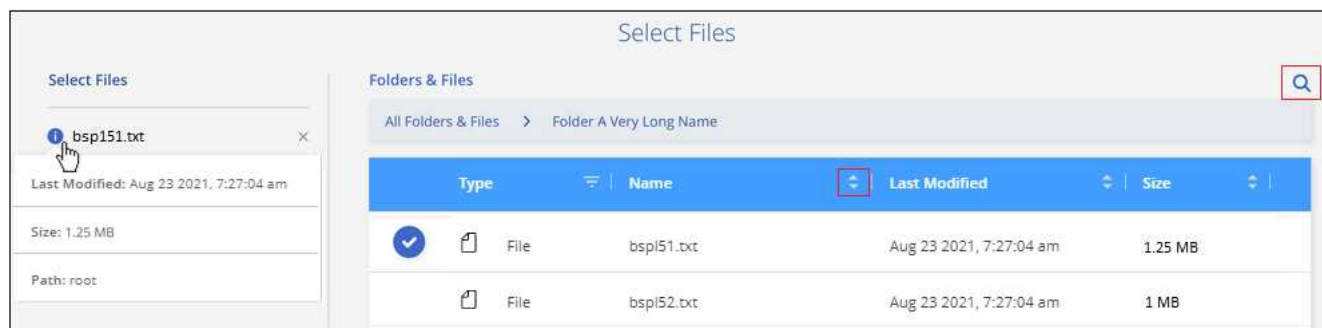 Select Files
Select Files
bsp151.txt
Last Modified: Aug 23 2021, 7:27:04 am
Size: 1.25 MB
Path: root
Folders & Files
All Folders & Files > Folder A Very Long Name
Type Name Last Modified Size
File bspl51.txt Aug 23 2021, 7:27:04 am 1.25 MB
File bspl52.txt Aug 23 2021, 7:27:04 am 1 MB